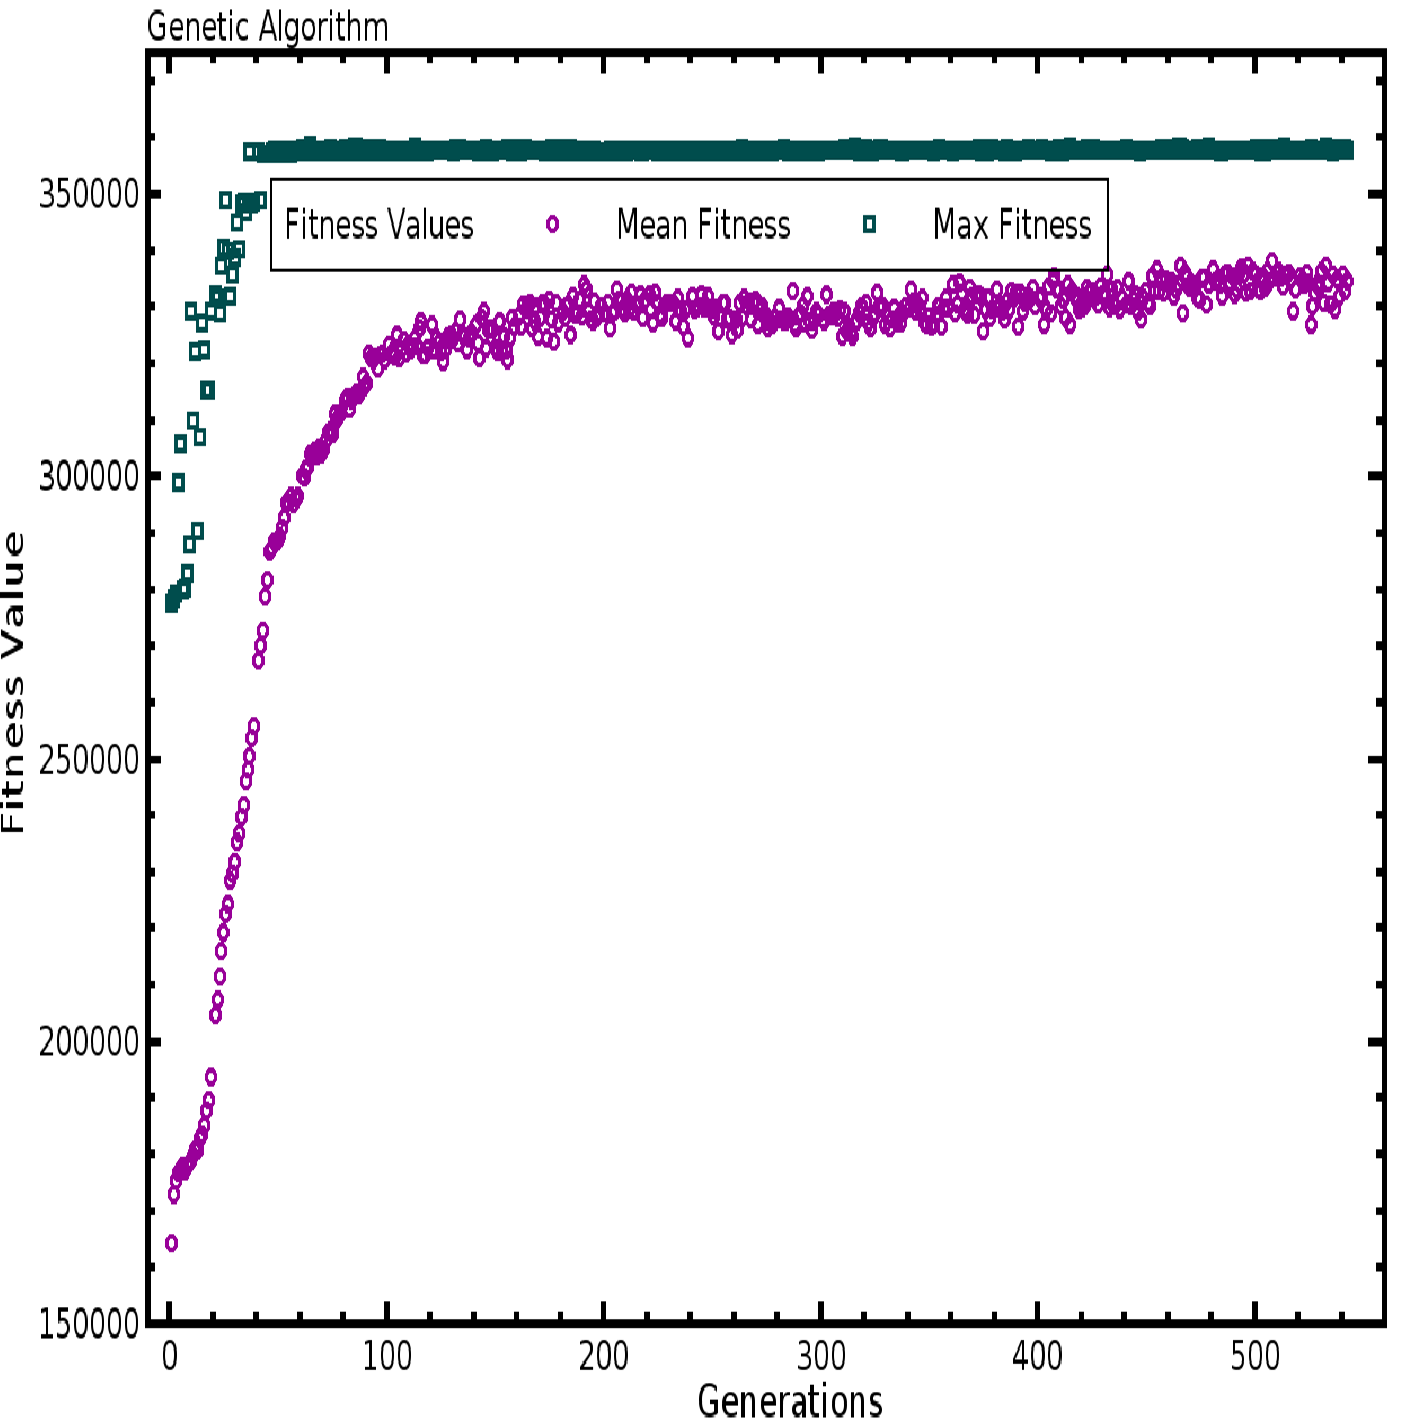 Genetic Algorithm
Fitness Values Mean Fitness Max Fitness
350000
300000
250000
200000
150000
Fitness Value
0 100 200 300 400 500
Generations